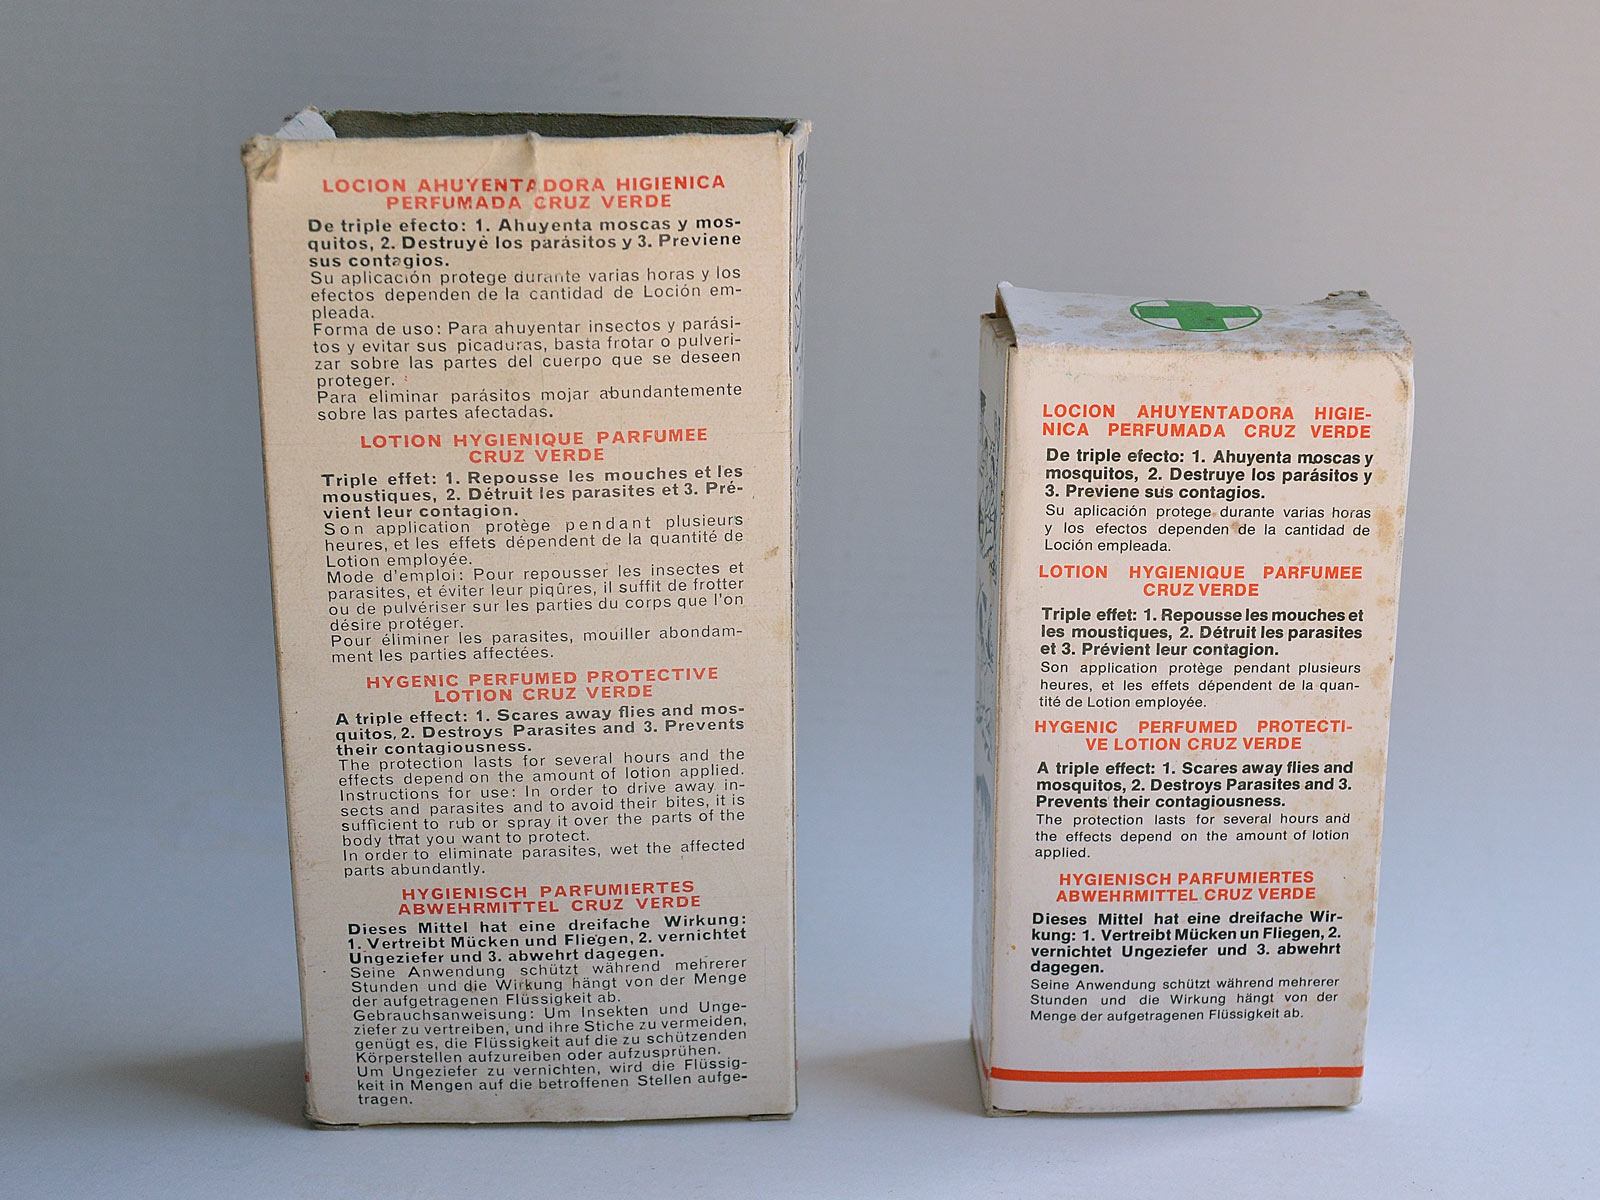 LOCION AHUYENTADORA HIGIENICA
PERFUMADA CRUZ VERDE
De triple efecto: 1. Ahuyenta moscas y mos-
quitos, 2. Destruye los parásitos y 3. Previene
sus contagios.
Su aplicación protege durante varias horas y los
efectos dependen de la cantidad de Loción em-
pleada.
Forma de uso: Para ahuyentar insectos y parási-
tos y evitar sus picaduras, basta frotar o pulveri-
zar sobre las partes del cuerpo que se deseen
proteger.
Para eliminar parásitos mojar abundantemente
sobre las partes afectadas.
LOTION HYGIENIQUE PARFUMEE
CRUZ VERDE
Triple effet: 1. Repousse les mouches et les
moustiques, 2. Détruit les parasites et 3. Pré-
vient leur contagion.
Son application protège pendant plusieurs
heures, et les effets dépendent de la quantité de
Lotion employée.
Mode d'emploi: Pour repousser les insectes et
parasites, et éviter leur piqûres, il suffit de frotter
ou de pulvériser sur les parties du corps que l'on
désire protéger.
Pour éliminer les parasites, mouiller abondam-
ment les parties affectées.
HYGENIC PERFUMED PROTECTIVE
LOTION CRUZ VERDE
A triple effect: 1. Scares away flies and mos-
quitos, 2. Destroys Parasites and 3. Prevents
their contagiousness.
The protection lasts for several hours and the
effects depend on the amount of lotion applied.
Instructions for use: In order to drive away in-
sects and parasites and to avoid their bites, it is
sufficient to rub or spray it over the parts of the
body that you want to protect.
In order to eliminate parasites, wet the affected
parts abundantly.
HYGIENISCH PARFUMIERTES
ABWEHRMITTEL CRUZ VERDE
Dieses Mittel hat eine dreifache Wirkung:
1. Vertreibt Mücken und Fliegen, 2. vernichtet
Ungeziefer und 3. abwehrt dagegen.
Seine Anwendung schützt während mehrerer
Stunden und die Wirkung hängt von der Menge
der aufgetragenen Flüssigkeit ab.
Gebrauchsanweisung: Um Insekten und Unge-
ziefer zu vertreiben, und ihre Stiche zu vermeiden,
genügt es, die Flüssigkeit auf die zu schützenden
Körperstellen aufzureiben oder aufzusprühen.
Um Ungeziefer zu vernichten, wird die Flüssig-
keit in Mengen auf die betroffenen Stellen aufge-
tragen.
LOCION AHUYENTADORA HIGIE-
NICA PERFUMADA CRUZ VERDE
De triple efecto: 1. Ahuyenta moscas y
mosquitos, 2. Destruye los parásitos y
3. Previene sus contagios.
Su aplicación protege durante varias horas
y los efectos dependen de la cantidad de
Loción empleada.
LOTION HYGIENIQUE PARFUMEE
CRUZ VERDE
Triple effet: 1. Repousse les mouches et
les moustiques, 2. Détruit les parasites
et 3. Prévient leur contagion.
Son application protège pendant plusieurs
heures, et les effets dépendent de la quan-
tité de Lotion employée.
HYGENIC PERFUMED PROTECTI-
VE LOTION CRUZ VERDE
A triple effect: 1. Scares away flies and
mosquitos, 2. Destroys Parasites and 3.
Prevents their contagiousness.
The protection lasts for several hours and
the effects depend on the amount of lotion
applied.
HYGIENISCH PARFUMIERTES
ABWEHRMITTEL CRUZ VERDE
Dieses Mittel hat eine dreifache Wir-
kung: 1. Vertreibt Mücken un Fliegen, 2.
vernichtet Ungeziefer und 3. abwehrt
dagegen.
Seine Anwendung schützt während mehrerer
Stunden und die Wirkung hängt von der
Menge der aufgetragenen Flüssigkeit ab.